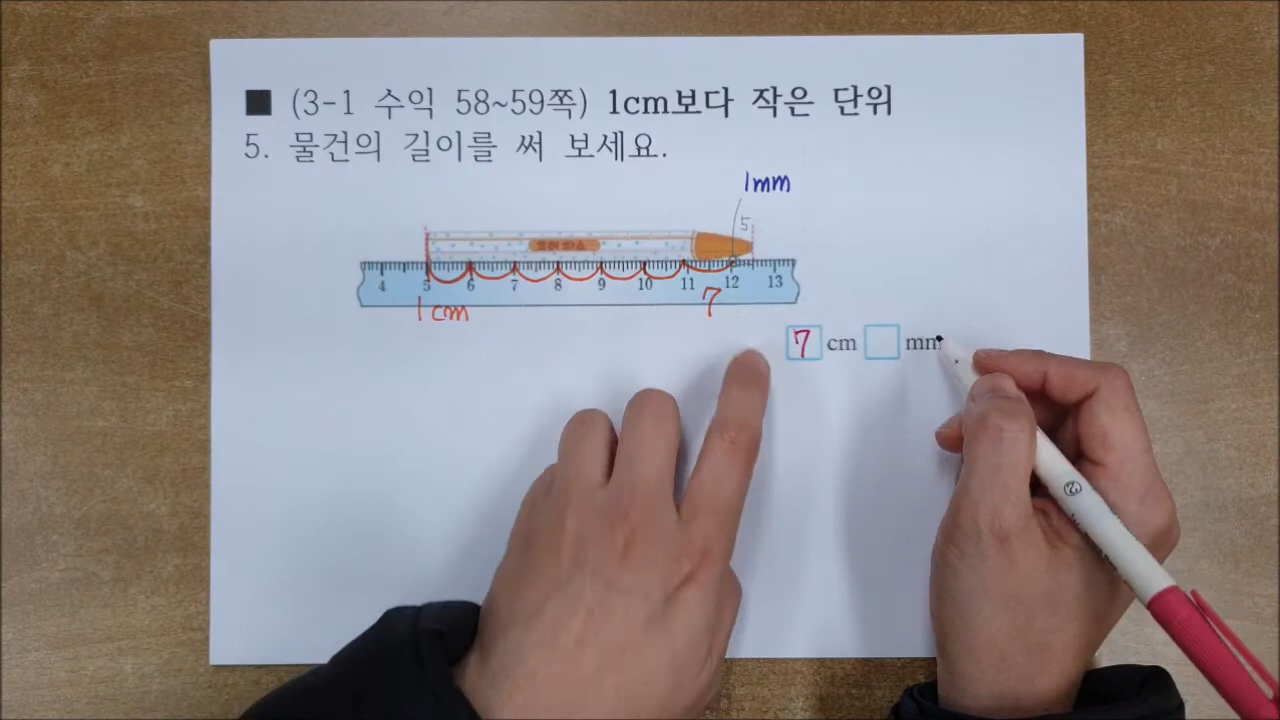 ■ (3-1 수익 58~59쪽) 1cm보다 작은 단위
5. 물건의 길이를 써 보세요.
1mm
5
4 5 6 7 8 9 10 11 12 13
1cm 7
7 cm mm
②